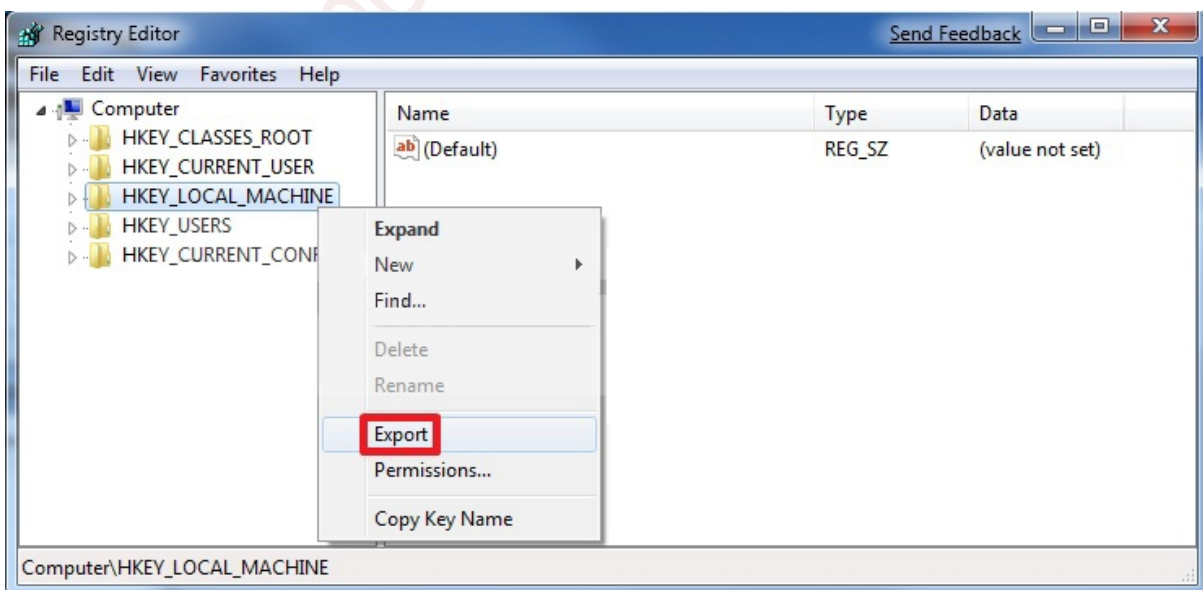 Registry Editor
Send Feedback
File Edit View Favorites Help
Computer
HKEY_CLASSES_ROOT
HKEY_CURRENT_USER
HKEY_LOCAL_MACHINE
HKEY_USERS
HKEY_CURRENT_CONF
Name Type Data
ab (Default) REG_SZ (value not set)
Expand
New
Find...
Delete
Rename
Export
Permissions...
Copy Key Name
Computer\HKEY_LOCAL_MACHINE